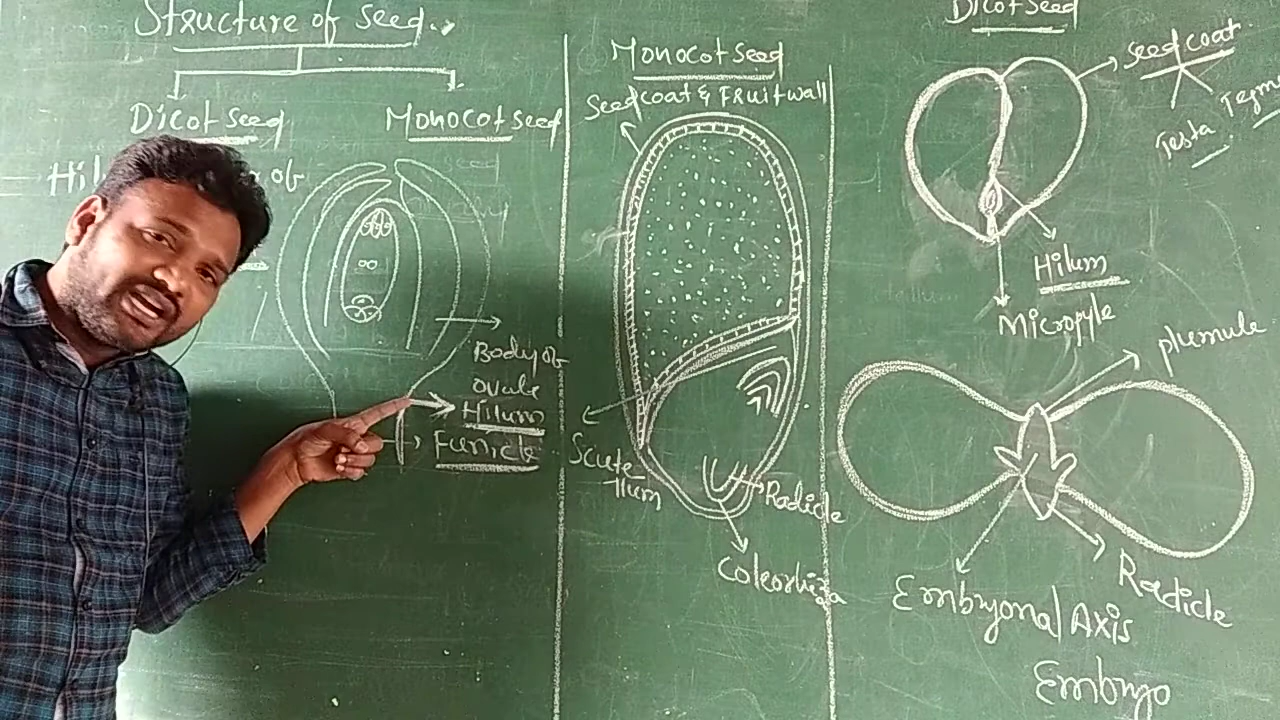 Structure of seed.
Dicot seed
Monocot seed
Hil
of
Body of
ovule
Hilum
Funicle
Monocot seed
Seed coat & Fruit wall
Scute
llum
Radicle
Coleorhiza
Dicot seed
Seed coat
Testa
Hilum
Micropyle
plumule
Radicle
Embryonal Axis
Embryo